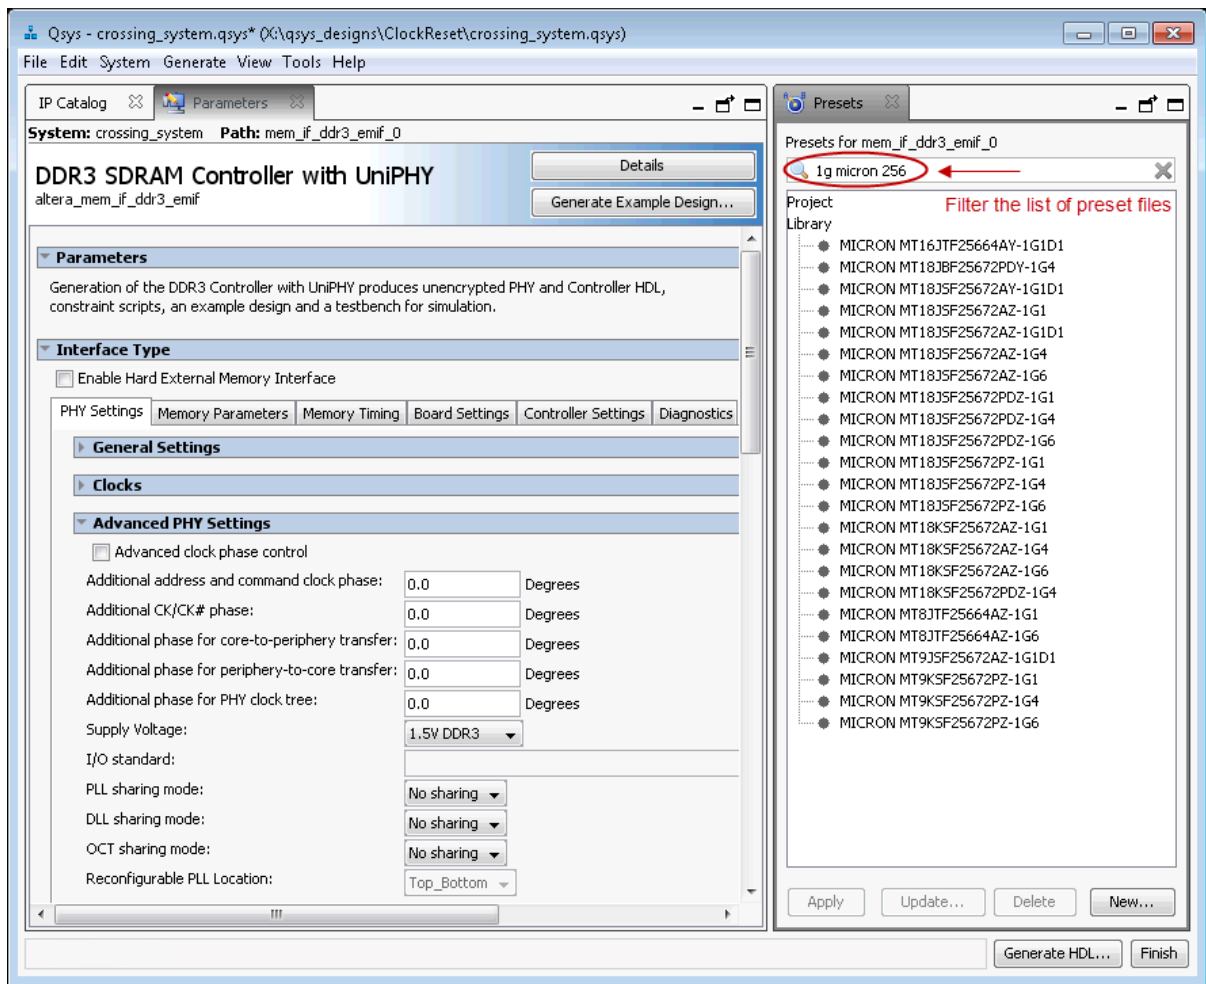 Qsys - crossing_system.qsys* (X:\qsys_designs\ClockReset\crossing_system.qsys)
File Edit System Generate View Tools Help
IP Catalog Parameters
System: crossing_system Path: mem_if_ddr3_emif_0
DDR3 SDRAM Controller with UniPHY
altera_mem_if_ddr3_emif
Details
Generate Example Design...
Parameters
Generation of the DDR3 Controller with UniPHY produces unencrypted PHY and Controller HDL,
constraint scripts, an example design and a testbench for simulation.
Interface Type
Enable Hard External Memory Interface
PHY Settings Memory Parameters Memory Timing Board Settings Controller Settings Diagnostics
General Settings
Clocks
Advanced PHY Settings
Advanced clock phase control
Additional address and command clock phase: 0.0 Degrees
Additional CK/CK# phase: 0.0 Degrees
Additional phase for core-to-periphery transfer: 0.0 Degrees
Additional phase for periphery-to-core transfer: 0.0 Degrees
Additional phase for PHY clock tree: 0.0 Degrees
Supply Voltage: 1.5V DDR3
I/O standard:
PLL sharing mode: No sharing
DLL sharing mode: No sharing
OCT sharing mode: No sharing
Reconfigurable PLL Location: Top_Bottom
Presets
Presets for mem_if_ddr3_emif_0
1g micron 256
Filter the list of preset files
Project
Library
MICRON MT16JTF25664AY-1G1D1
MICRON MT18JBF25672PDY-1G4
MICRON MT18JSF25672AY-1G1D1
MICRON MT18JSF25672AZ-1G1
MICRON MT18JSF25672AZ-1G1D1
MICRON MT18JSF25672AZ-1G4
MICRON MT18JSF25672AZ-1G6
MICRON MT18JSF25672PDZ-1G1
MICRON MT18JSF25672PDZ-1G4
MICRON MT18JSF25672PDZ-1G6
MICRON MT18JSF25672PZ-1G1
MICRON MT18JSF25672PZ-1G4
MICRON MT18JSF25672PZ-1G6
MICRON MT18KSF25672AZ-1G1
MICRON MT18KSF25672AZ-1G4
MICRON MT18KSF25672AZ-1G6
MICRON MT18KSF25672PDZ-1G4
MICRON MT8JTF25664AZ-1G1
MICRON MT8JTF25664AZ-1G6
MICRON MT9JSF25672AZ-1G1D1
MICRON MT9KSF25672PZ-1G1
MICRON MT9KSF25672PZ-1G4
MICRON MT9KSF25672PZ-1G6
Apply Update... Delete New...
Generate HDL... Finish